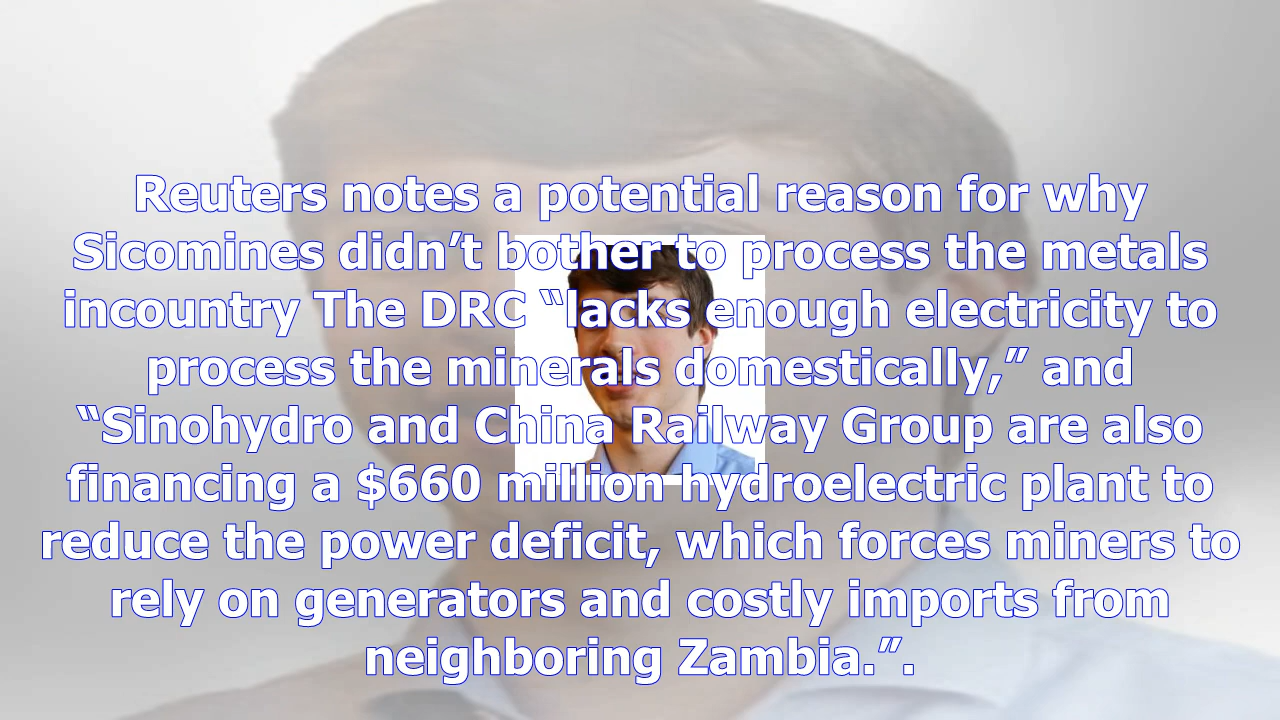 Reuters notes a potential reason for why
Sicomines didn’t bother to process the metals
incountry The DRC “lacks enough electricity to
process the minerals domestically,” and
“Sinohydro and China Railway Group are also
financing a $660 million hydroelectric plant to
reduce the power deficit, which forces miners to
rely on generators and costly imports from
neighboring Zambia.”.